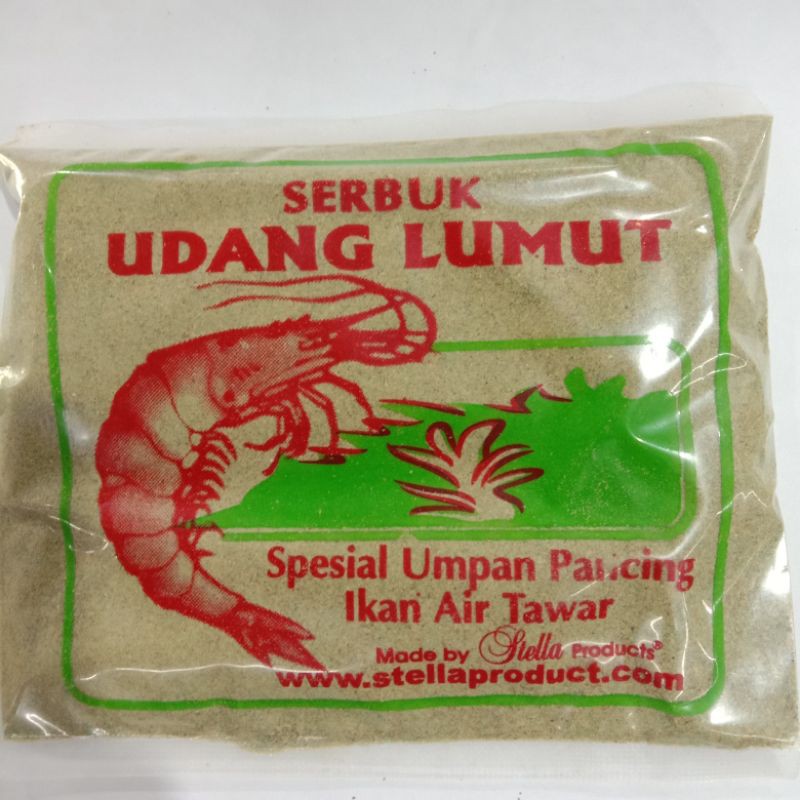 SERBUK
UDANG LUMUT
Spesial Umpan Pancing
Ikan Air Tawar
Made by Stella Products®
www.stellaproduct.com